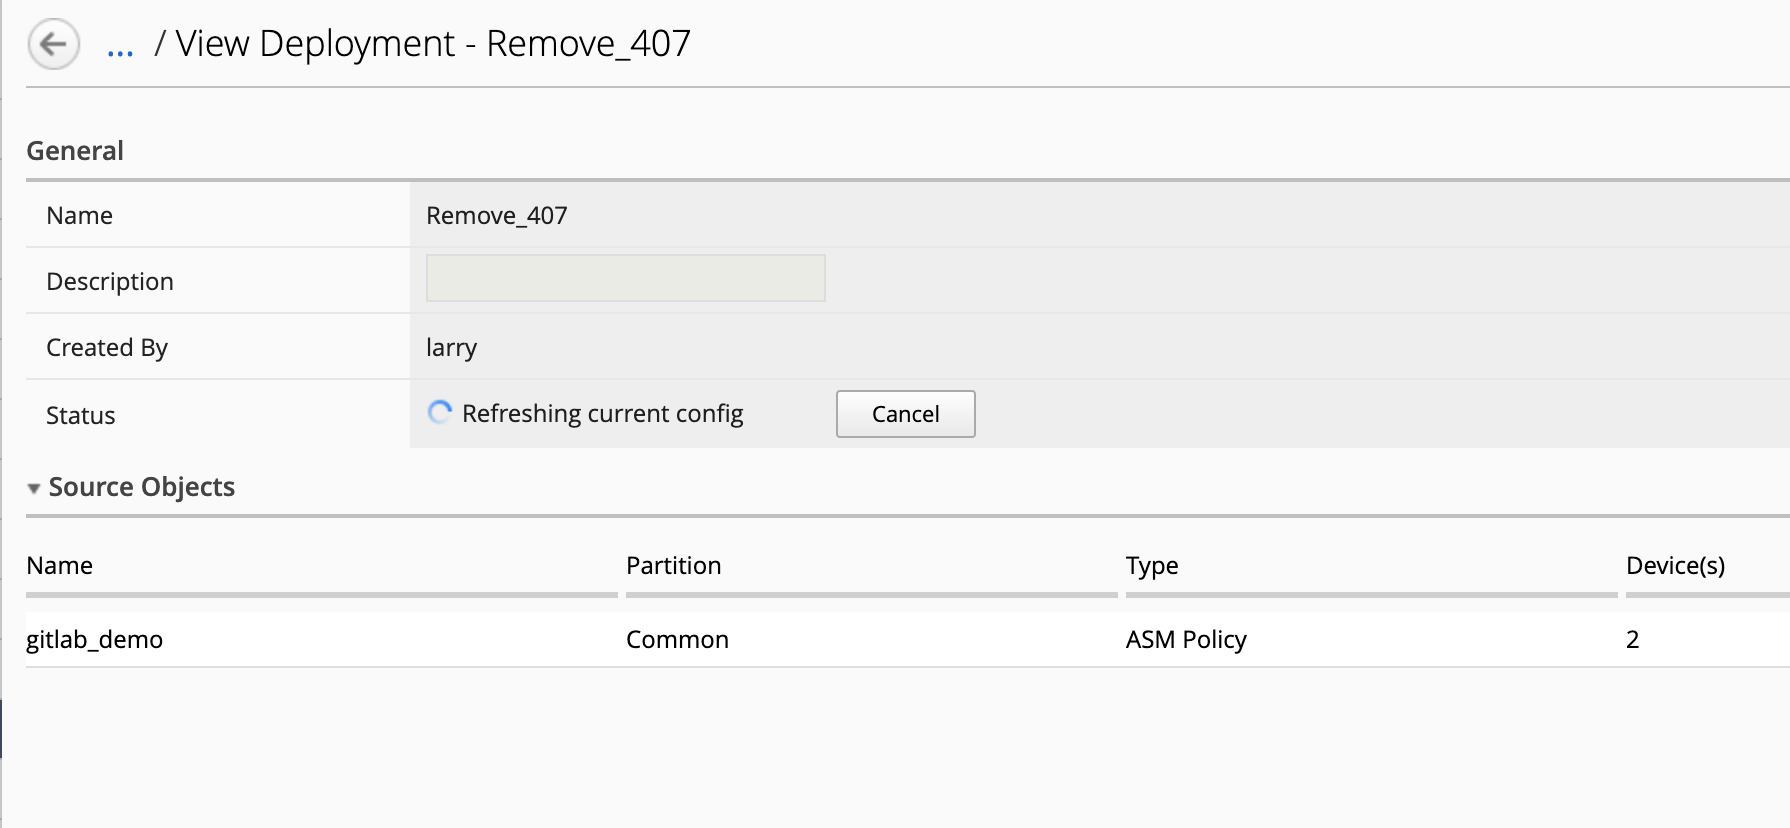 ... / View Deployment - Remove_407
General
Name Remove_407
Description
Created By larry
Status Refreshing current config Cancel
Source Objects
Name Partition Type Device(s)
gitlab_demo Common ASM Policy 2